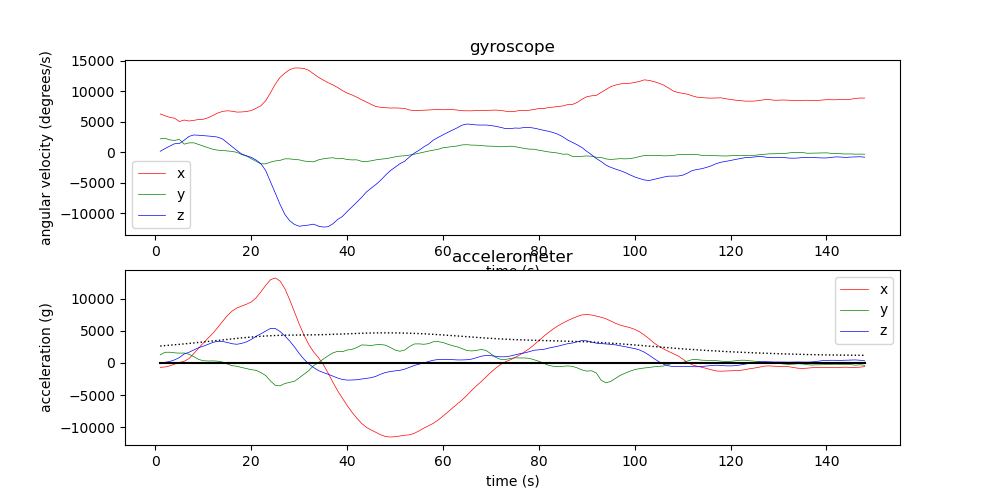 gyroscope
angular velocity (degrees/s)
15000
10000
5000
0
−5000
−10000
x
y
z
0 20 40 60 80 100 120 140
time (s)
accelerometer
acceleration (g)
10000
5000
0
−5000
−10000
x
y
z
0 20 40 60 80 100 120 140
time (s)